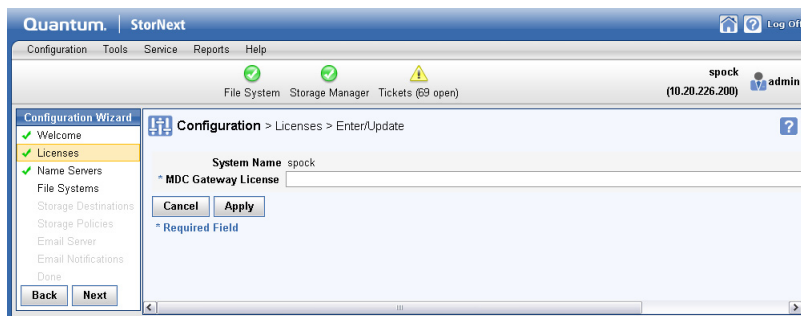 Quantum. | StorNext
Log Off
Configuration Tools Service Reports Help
File System Storage Manager Tickets (69 open)
spock
(10.20.226.200)
admin
Configuration Wizard
Welcome
Licenses
Name Servers
File Systems
Storage Destinations
Storage Policies
Email Server
Email Notifications
Done
Back Next
Configuration > Licenses > Enter/Update
System Name spock
* MDC Gateway License
Cancel Apply
* Required Field